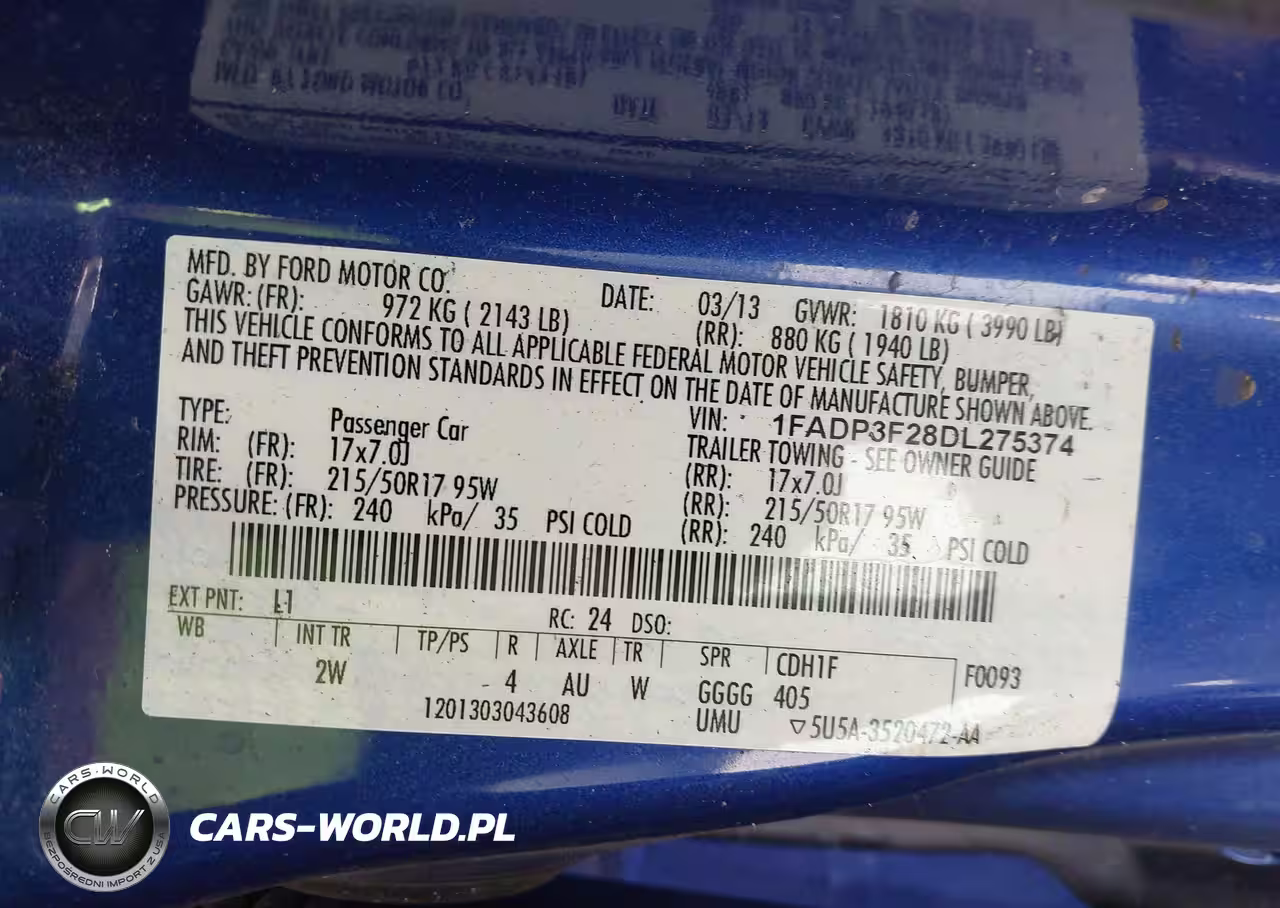 MFD. BY FORD MOTOR CO.
DATE: 03/13 GVWR: 1810 KG ( 3990 LB)
GAWR: (FR): 972 KG ( 2143 LB) (RR): 880 KG ( 1940 LB)
THIS VEHICLE CONFORMS TO ALL APPLICABLE FEDERAL MOTOR VEHICLE SAFETY, BUMPER,
AND THEFT PREVENTION STANDARDS IN EFFECT ON THE DATE OF MANUFACTURE SHOWN ABOVE.
VIN: 1FADP3F28DL275374
TYPE: Passenger Car TRAILER TOWING - SEE OWNER GUIDE
RIM: (FR): 17x7.0J (RR): 17x7.0J
TIRE: (FR): 215/50R17 95W (RR): 215/50R17 95W
PRESSURE: (FR): 240 kPa/ 35 PSI COLD (RR): 240 kPa/ 35 PSI COLD
EXT PNT: L1 RC: 24 DSO:
WB INT TR TP/PS R AXLE TR SPR CDH1F F0093
2W 4 AU W GGGG 405
1201303043608 UMU ▽5U5A-3520472-AA
CARS-WORLD
CW
BEZPOŚREDNI IMPORT Z USA
CARS-WORLD.PL